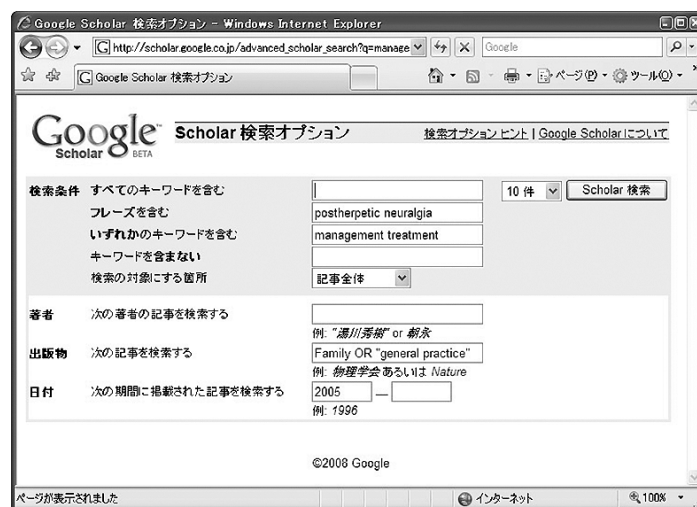 Google Scholar 検索オプション - Windows Internet Explorer
http://scholar.google.co.jp/advanced_scholar_search?q=manage
Google
Google Scholar 検索オプション
ページ(P)
ツール(O)
Google Scholar BETA
Scholar 検索オプション
検索オプション ヒント | Google Scholar について
検索条件 すべてのキーワードを含む
10 件 Scholar 検索
フレーズを含む postherpetic neuralgia
いずれかのキーワードを含む management treatment
キーワードを含まない
検索の対象にする箇所 記事全体
著者 次の著者の記事を検索する
例: "湯川秀樹" or 朝永
出版物 次の記事を検索する Family OR "general practice"
例: 物理学会 あるいは Nature
日付 次の期間に掲載された記事を検索する 2005 —
例: 1996
©2008 Google
ページが表示されました インターネット 100%